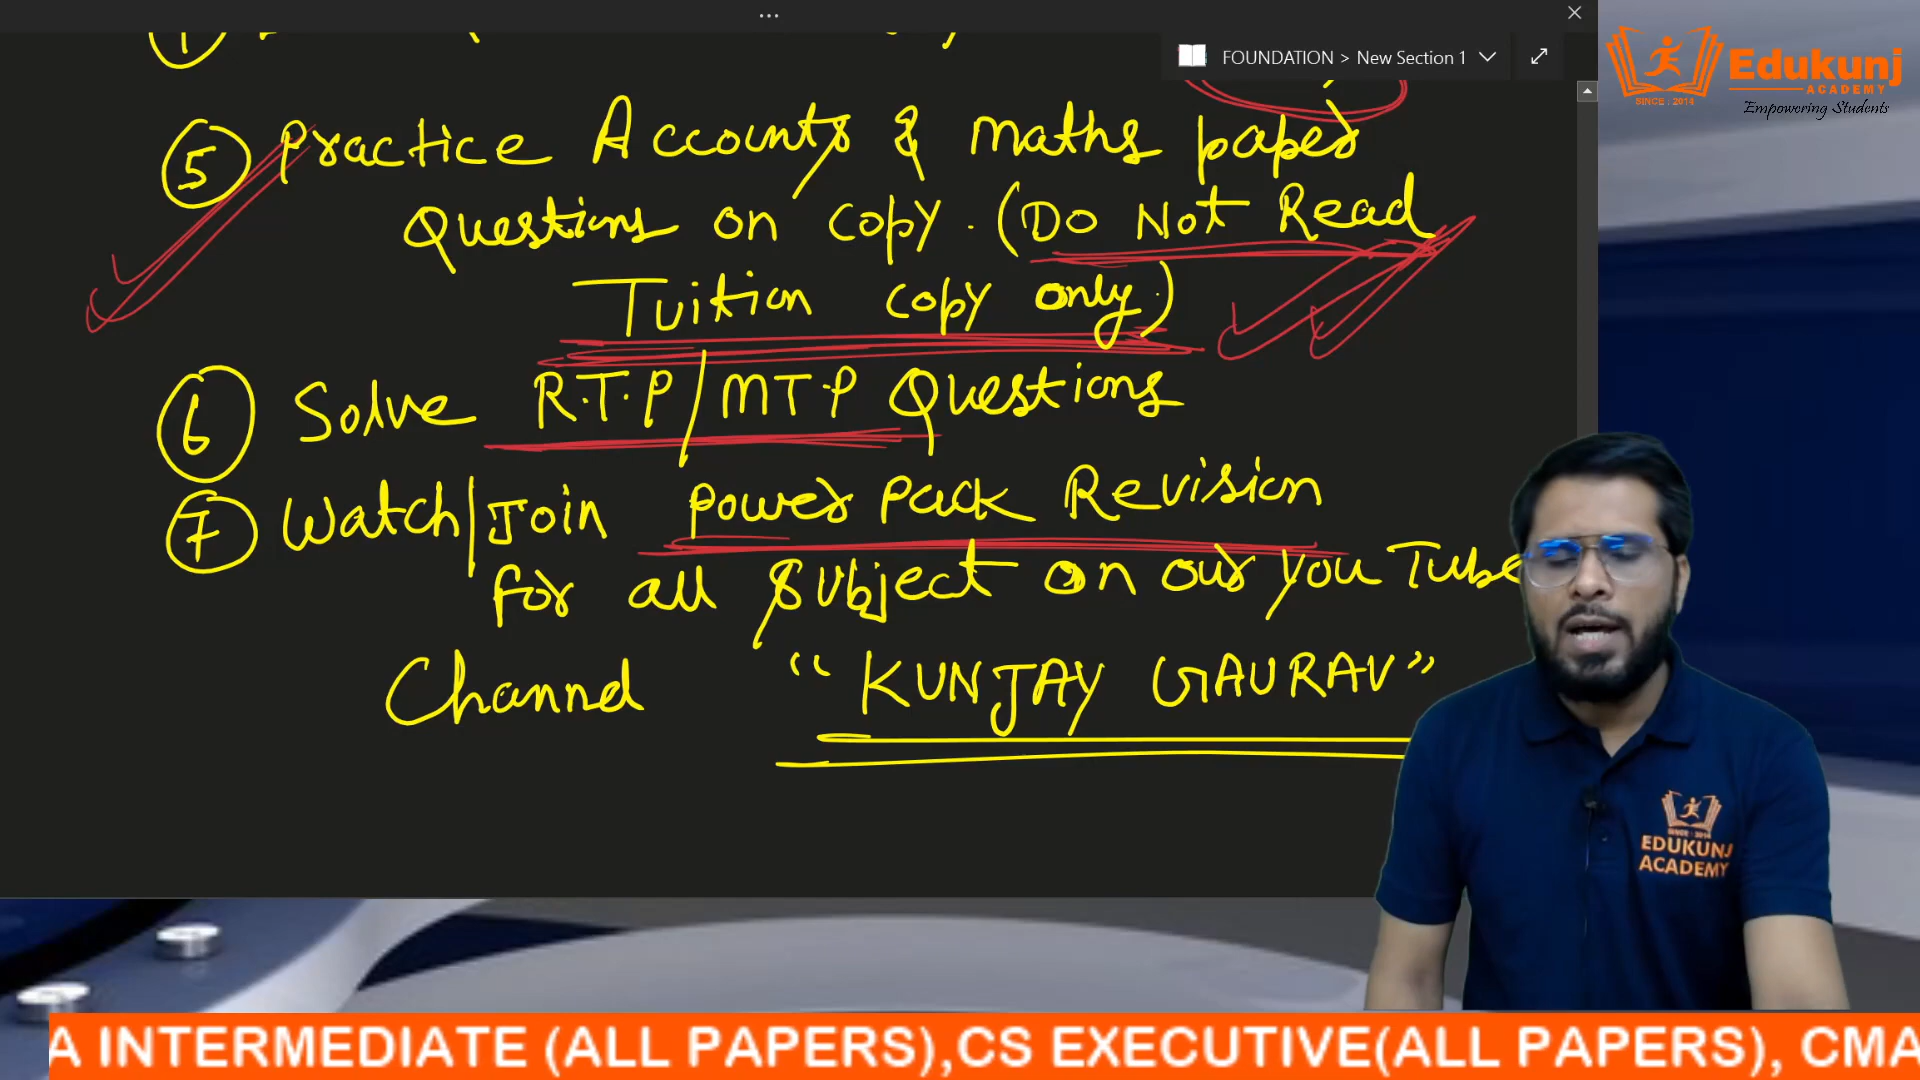 FOUNDATION > New Section 1
Edukunj
ACADEMY
SINCE : 2014
Empowering Students
5 Practice Accounts & maths paper
Questions on copy. (Do Not Read
Tuition copy only.)
6 Solve R.T.P/MTP Questions
7 Watch/Join Power Pack Revision
for all subject on our YouTube
Channel "KUNJAY GAURAV"
SINCE : 2014
EDUKUNJ
ACADEMY
A INTERMEDIATE (ALL PAPERS),CS EXECUTIVE(ALL PAPERS), CMA